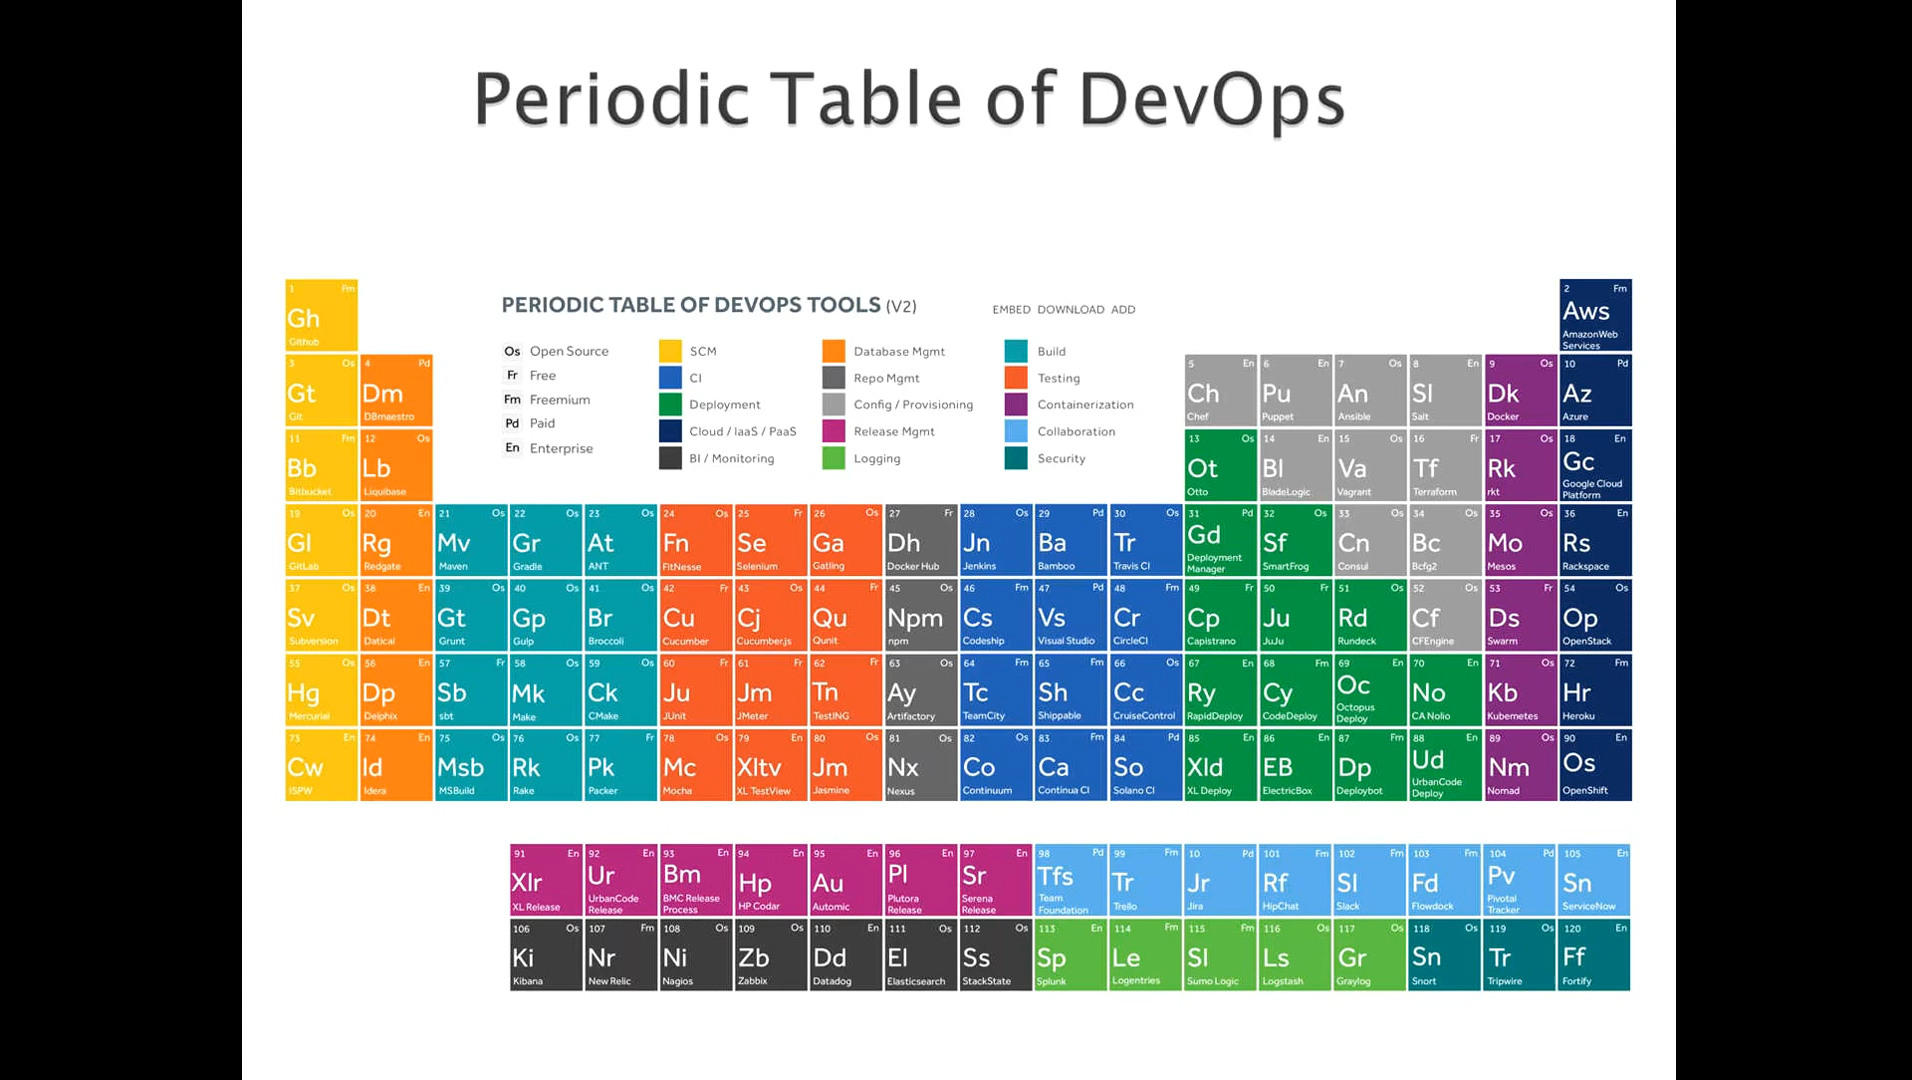 Periodic Table of DevOps
PERIODIC TABLE OF DEVOPS TOOLS (V2)
EMBED DOWNLOAD ADD
Os Open Source
Fr Free
Fm Freemium
Pd Paid
En Enterprise
SCM
CI
Deployment
Cloud / IaaS / PaaS
BI / Monitoring
Database Mgmt
Repo Mgmt
Config / Provisioning
Release Mgmt
Logging
Build
Testing
Containerization
Collaboration
Security
1 Fm
Gh
Github
2 Fm
Aws
AmazonWeb
Services
3 Os
Gt
Git
4 Pd
Dm
DBmaestro
5 En
Ch
Chef
6 En
Pu
Puppet
7 Os
An
Ansible
8 En
Sl
Salt
9 Os
Dk
Docker
10 Pd
Az
Azure
11 Fm
Bb
Bitbucket
12 Os
Lb
Liquibase
13 Os
Ot
Otto
14 En
Bl
BladeLogic
15 Os
Va
Vagrant
16 Fr
Tf
Terraform
17 Os
Rk
rkt
18 En
Gc
Google Cloud
Platform
19 Os
Gl
GitLab
20 En
Rg
Redgate
21 Os
Mv
Maven
22 Os
Gr
Gradle
23 Os
At
ANT
24 Os
Fn
FitNesse
25 Fr
Se
Selenium
26 Os
Ga
Gatling
27 Fr
Dh
Docker Hub
28 Os
Jn
Jenkins
29 Pd
Ba
Bamboo
30 Os
Tr
Travis CI
31 Pd
Gd
Deployment
Manager
32 Os
Sf
SmartFrog
33 Os
Cn
Consul
34 Os
Bc
Bcfg2
35 Os
Mo
Mesos
36 En
Rs
Rackspace
37 Os
Sv
Subversion
38 En
Dt
Datical
39 Os
Gt
Grunt
40 Os
Gp
Gulp
41 Os
Br
Broccoli
42 Fr
Cu
Cucumber
43 Os
Cj
Cucumber.js
44 Fr
Qu
Qunit
45 Os
Npm
npm
46 Fm
Cs
Codeship
47 Pd
Vs
Visual Studio
48 Fm
Cr
CircleCI
49 Fr
Cp
Capistrano
50 Fr
Ju
JuJu
51 Os
Rd
Rundeck
52 Os
Cf
CFEngine
53 Fr
Ds
Swarm
54 Os
Op
OpenStack
55 Os
Hg
Mercurial
56 En
Dp
Delphix
57 Fr
Sb
sbt
58 Os
Mk
Make
59 Os
Ck
CMake
60 Fr
Ju
JUnit
61 Fr
Jm
JMeter
62 Fr
Tn
TestNG
63 Os
Ay
Artifactory
64 Fm
Tc
TeamCity
65 Fm
Sh
Shippable
66 Os
Cc
CruiseControl
67 En
Ry
RapidDeploy
68 Fm
Cy
CodeDeploy
69 En
Oc
Octopus
Deploy
70 En
No
CA Nolio
71 Os
Kb
Kubernetes
72 Fm
Hr
Heroku
73 En
Cw
ISPW
74 En
Id
Idera
75 Os
Msb
MSBuild
76 Os
Rk
Rake
77 Fr
Pk
Packer
78 Os
Mc
Mocha
79 En
Xltv
XL TestView
80 Os
Jm
Jasmine
81 Os
Nx
Nexus
82 Os
Co
Continuum
83 Fm
Ca
Continua CI
84 Pd
So
Solano CI
85 En
Xld
XL Deploy
86 En
EB
ElectricBox
87 Fm
Dp
Deploybot
88 En
Ud
UrbanCode
Deploy
89 Os
Nm
Nomad
90 En
Os
OpenShift
91 En
Xlr
XL Release
92 En
Ur
UrbanCode
Release
93 En
Bm
BMC Release
Process
94 En
Hp
HP Codar
95 En
Au
Automic
96 En
Pl
Plutora
Release
97 En
Sr
Serena
Release
98 Pd
Tfs
Team
Foundation
99 Fm
Tr
Trello
10 Pd
Jr
Jira
101 Fm
Rf
HipChat
102 Fm
Sl
Slack
103 Fm
Fd
Flowdock
104 Pd
Pv
Pivotal
Tracker
105 En
Sn
ServiceNow
106 Os
Ki
Kibana
107 Fm
Nr
New Relic
108 Os
Ni
Nagios
109 Os
Zb
Zabbix
110 En
Dd
Datadog
111 Os
El
Elasticsearch
112 Os
Ss
StackState
113 En
Sp
Splunk
114 Fm
Le
Logentries
115 Fm
Sl
Sumo Logic
116 Os
Ls
Logstash
117 Os
Gr
Graylog
118 Os
Sn
Snort
119 Os
Tr
Tripwire
120 En
Ff
Fortify